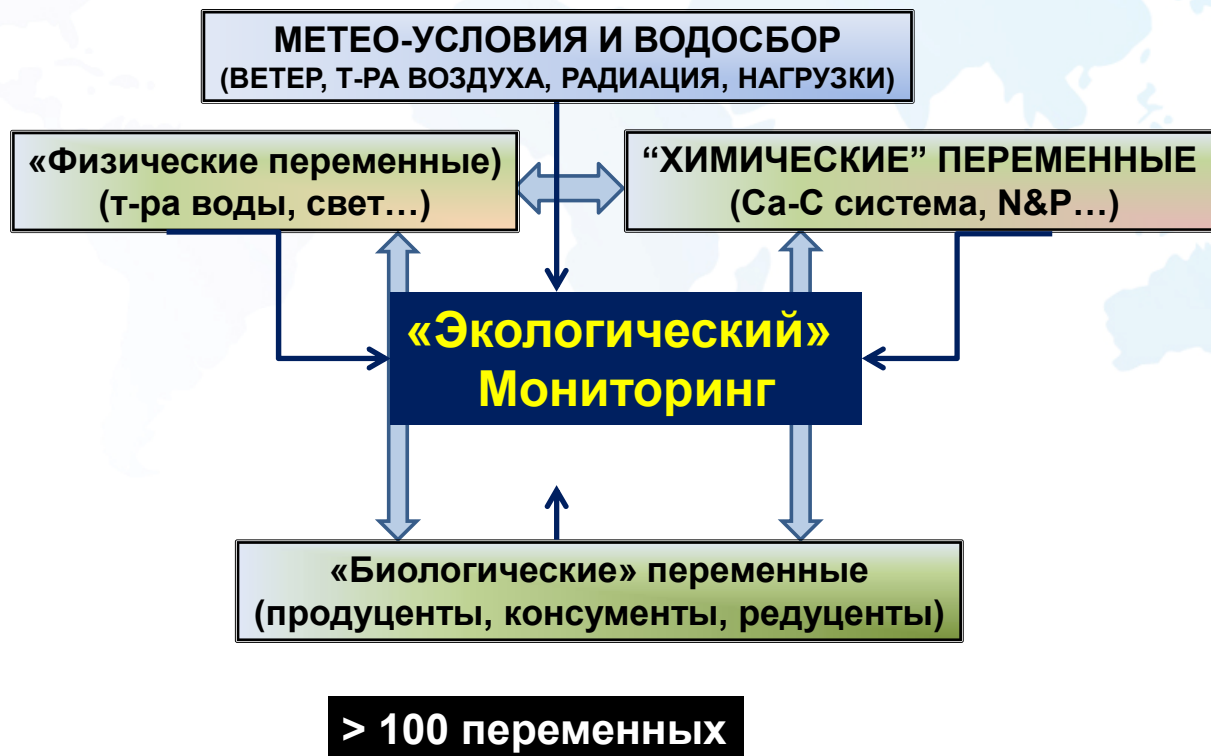 МЕТЕО-УСЛОВИЯ И ВОДОСБОР
(ВЕТЕР, Т-РА ВОЗДУХА, РАДИАЦИЯ, НАГРУЗКИ)
«Физические переменные)
(т-ра воды, свет…)
“ХИМИЧЕСКИЕ” ПЕРЕМЕННЫЕ
(Ca-C система, N&P…)
«Экологический»
Мониторинг
«Биологические» переменные
(продуценты, консументы, редуценты)
> 100 переменных